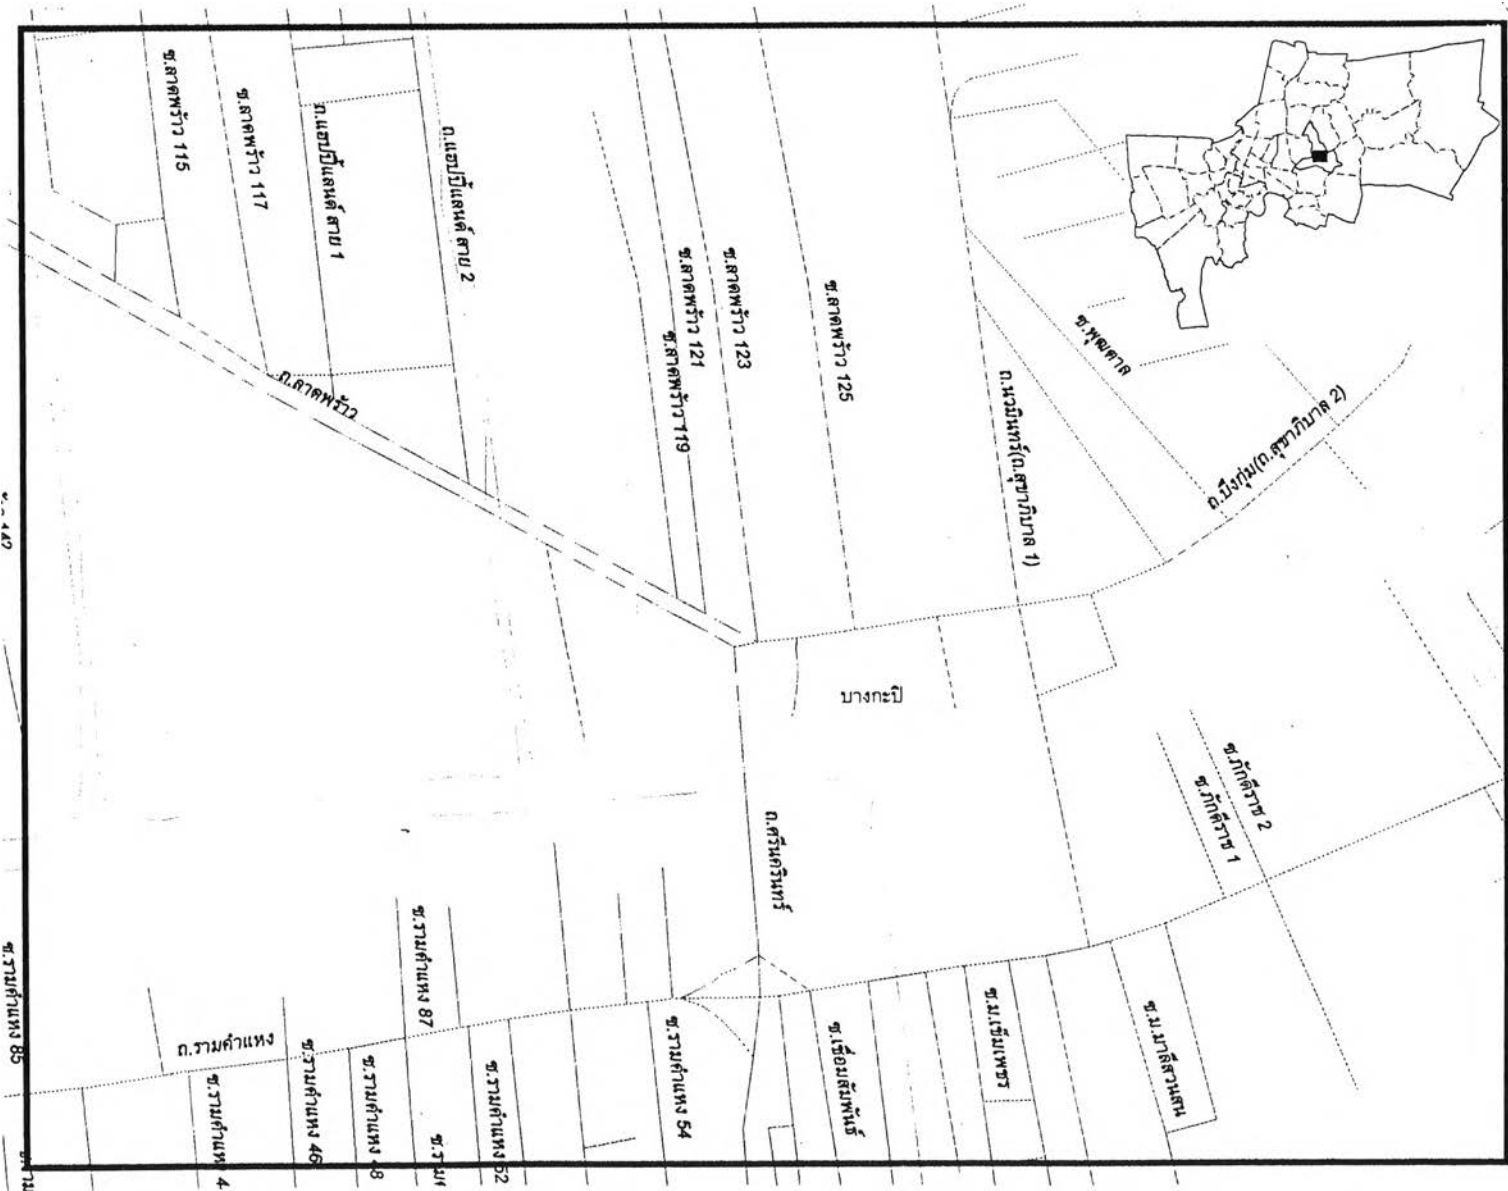 ซ.ลาดพร้าว 115
ซ.ลาดพร้าว 117
ถ.แฮปปี้แลนด์ สาย 1
ถ.แฮปปี้แลนด์ สาย 2
ซ.ลาดพร้าว 121
ซ.ลาดพร้าว 119
ซ.ลาดพร้าว 123
ซ.ลาดพร้าว 125
ถ.นวมินทร์(ถ.สุขาภิบาล 1)
ซ.พุฒตาล
ถ.บึงกุ่ม(ถ.สุขาภิบาล 2)
ถ.ลาดพร้าว
บางกะปิ
ถ.ศรีนครินทร์
ซ.ภักดีราช 2
ซ.ภักดีราช 1
ซ.รามคำแหง 85
ซ.รามคำแหง 87
ถ.รามคำแหง
ซ.รามคำแหง 46
ซ.รามคำแหง 52
ซ.รามคำแหง 54
ซ.เชื่อมสัมพันธ์
ซ.ม.เข็มเพชร
ซ.ม.มาลีสวนสน